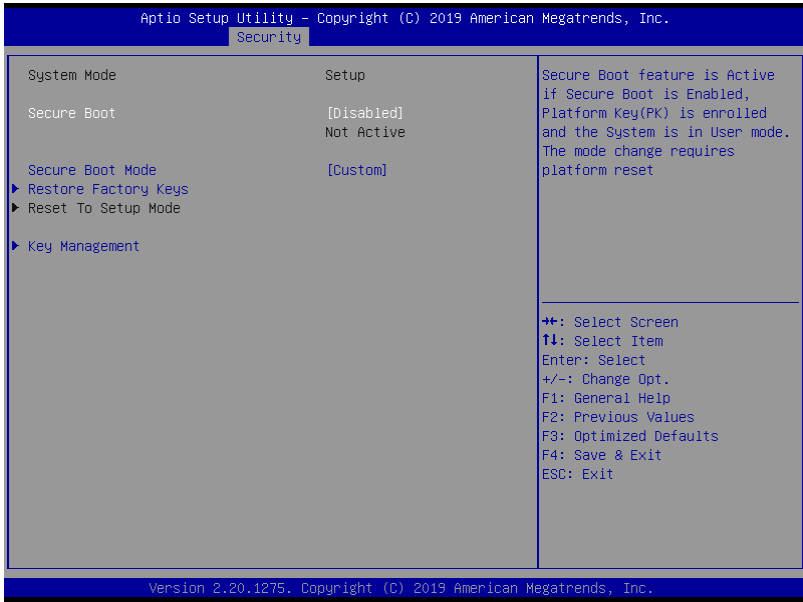 Aptio Setup Utility – Copyright (C) 2019 American Megatrends, Inc.
Security
System Mode Setup
Secure Boot [Disabled]
Not Active
Secure Boot Mode [Custom]
Restore Factory Keys
Reset To Setup Mode
Key Management
Secure Boot feature is Active
if Secure Boot is Enabled,
Platform Key(PK) is enrolled
and the System is in User mode.
The mode change requires
platform reset
→←: Select Screen
↑↓: Select Item
Enter: Select
+/-: Change Opt.
F1: General Help
F2: Previous Values
F3: Optimized Defaults
F4: Save & Exit
ESC: Exit
Version 2.20.1275. Copyright (C) 2019 American Megatrends, Inc.